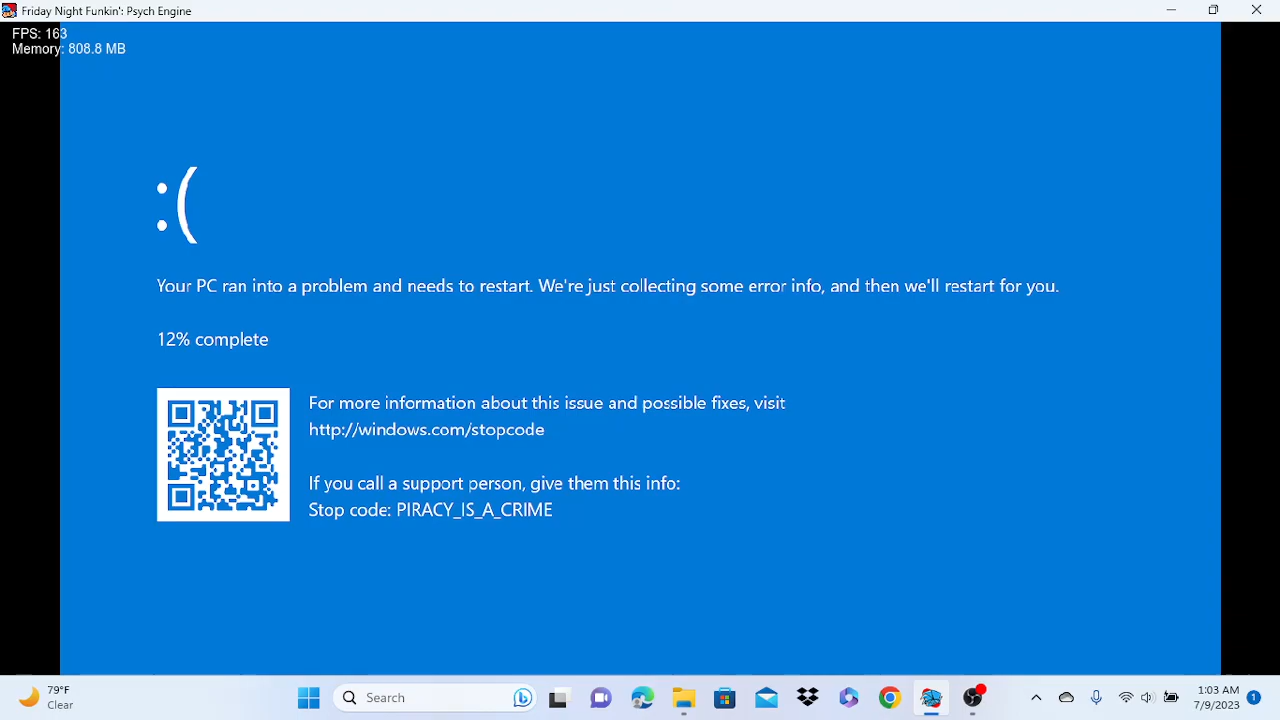 Friday Night Funkin': Psych Engine
FPS: 163
Memory: 808.8 MB
:(
Your PC ran into a problem and needs to restart. We're just collecting some error info, and then we'll restart for you.
12% complete
For more information about this issue and possible fixes, visit
http://windows.com/stopcode
If you call a support person, give them this info:
Stop code: PIRACY_IS_A_CRIME
79°F
Clear
Search
1:03 AM
7/9/2023
1